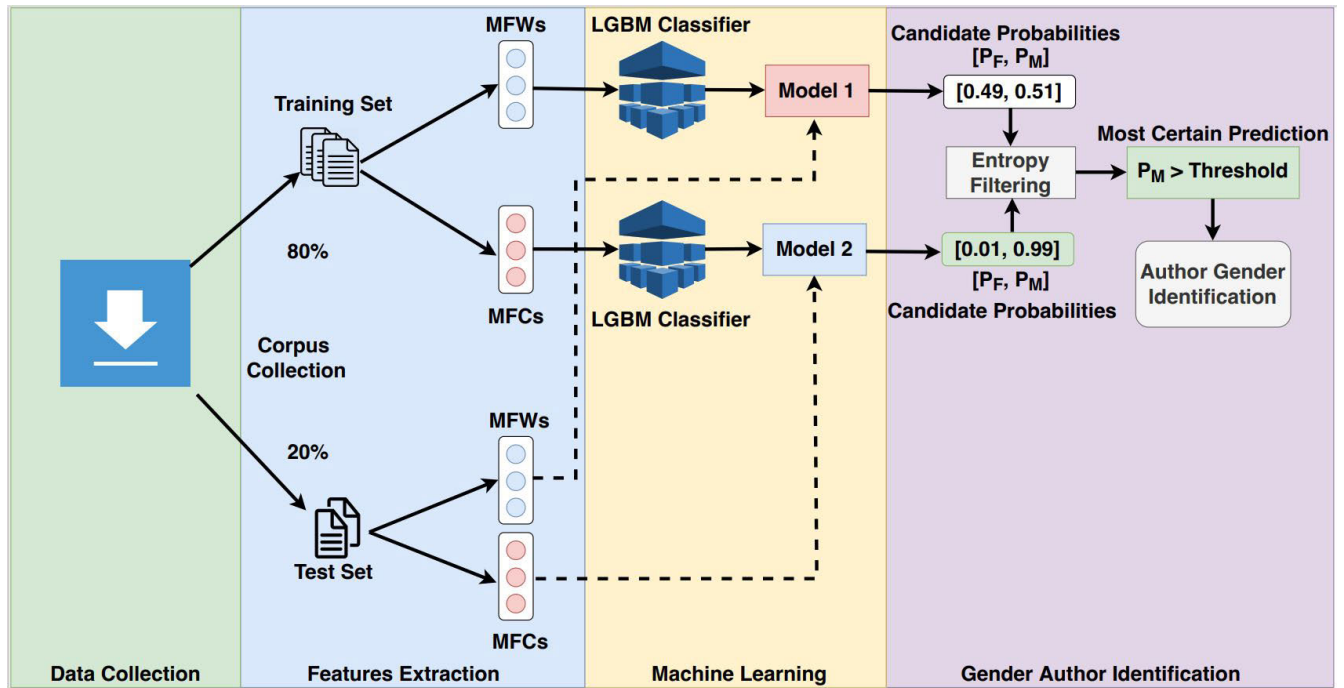 MFWs
LGBM Classifier
Candidate Probabilities
[PF, PM]
Training Set
Model 1
[0.49, 0.51]
Most Certain Prediction
Entropy
Filtering
PM > Threshold
80%
Model 2
[0.01, 0.99]
[PF, PM]
Candidate Probabilities
Author Gender
Identification
MFCs
LGBM Classifier
Corpus
Collection
MFWs
20%
Test Set
MFCs
Data Collection
Features Extraction
Machine Learning
Gender Author Identification